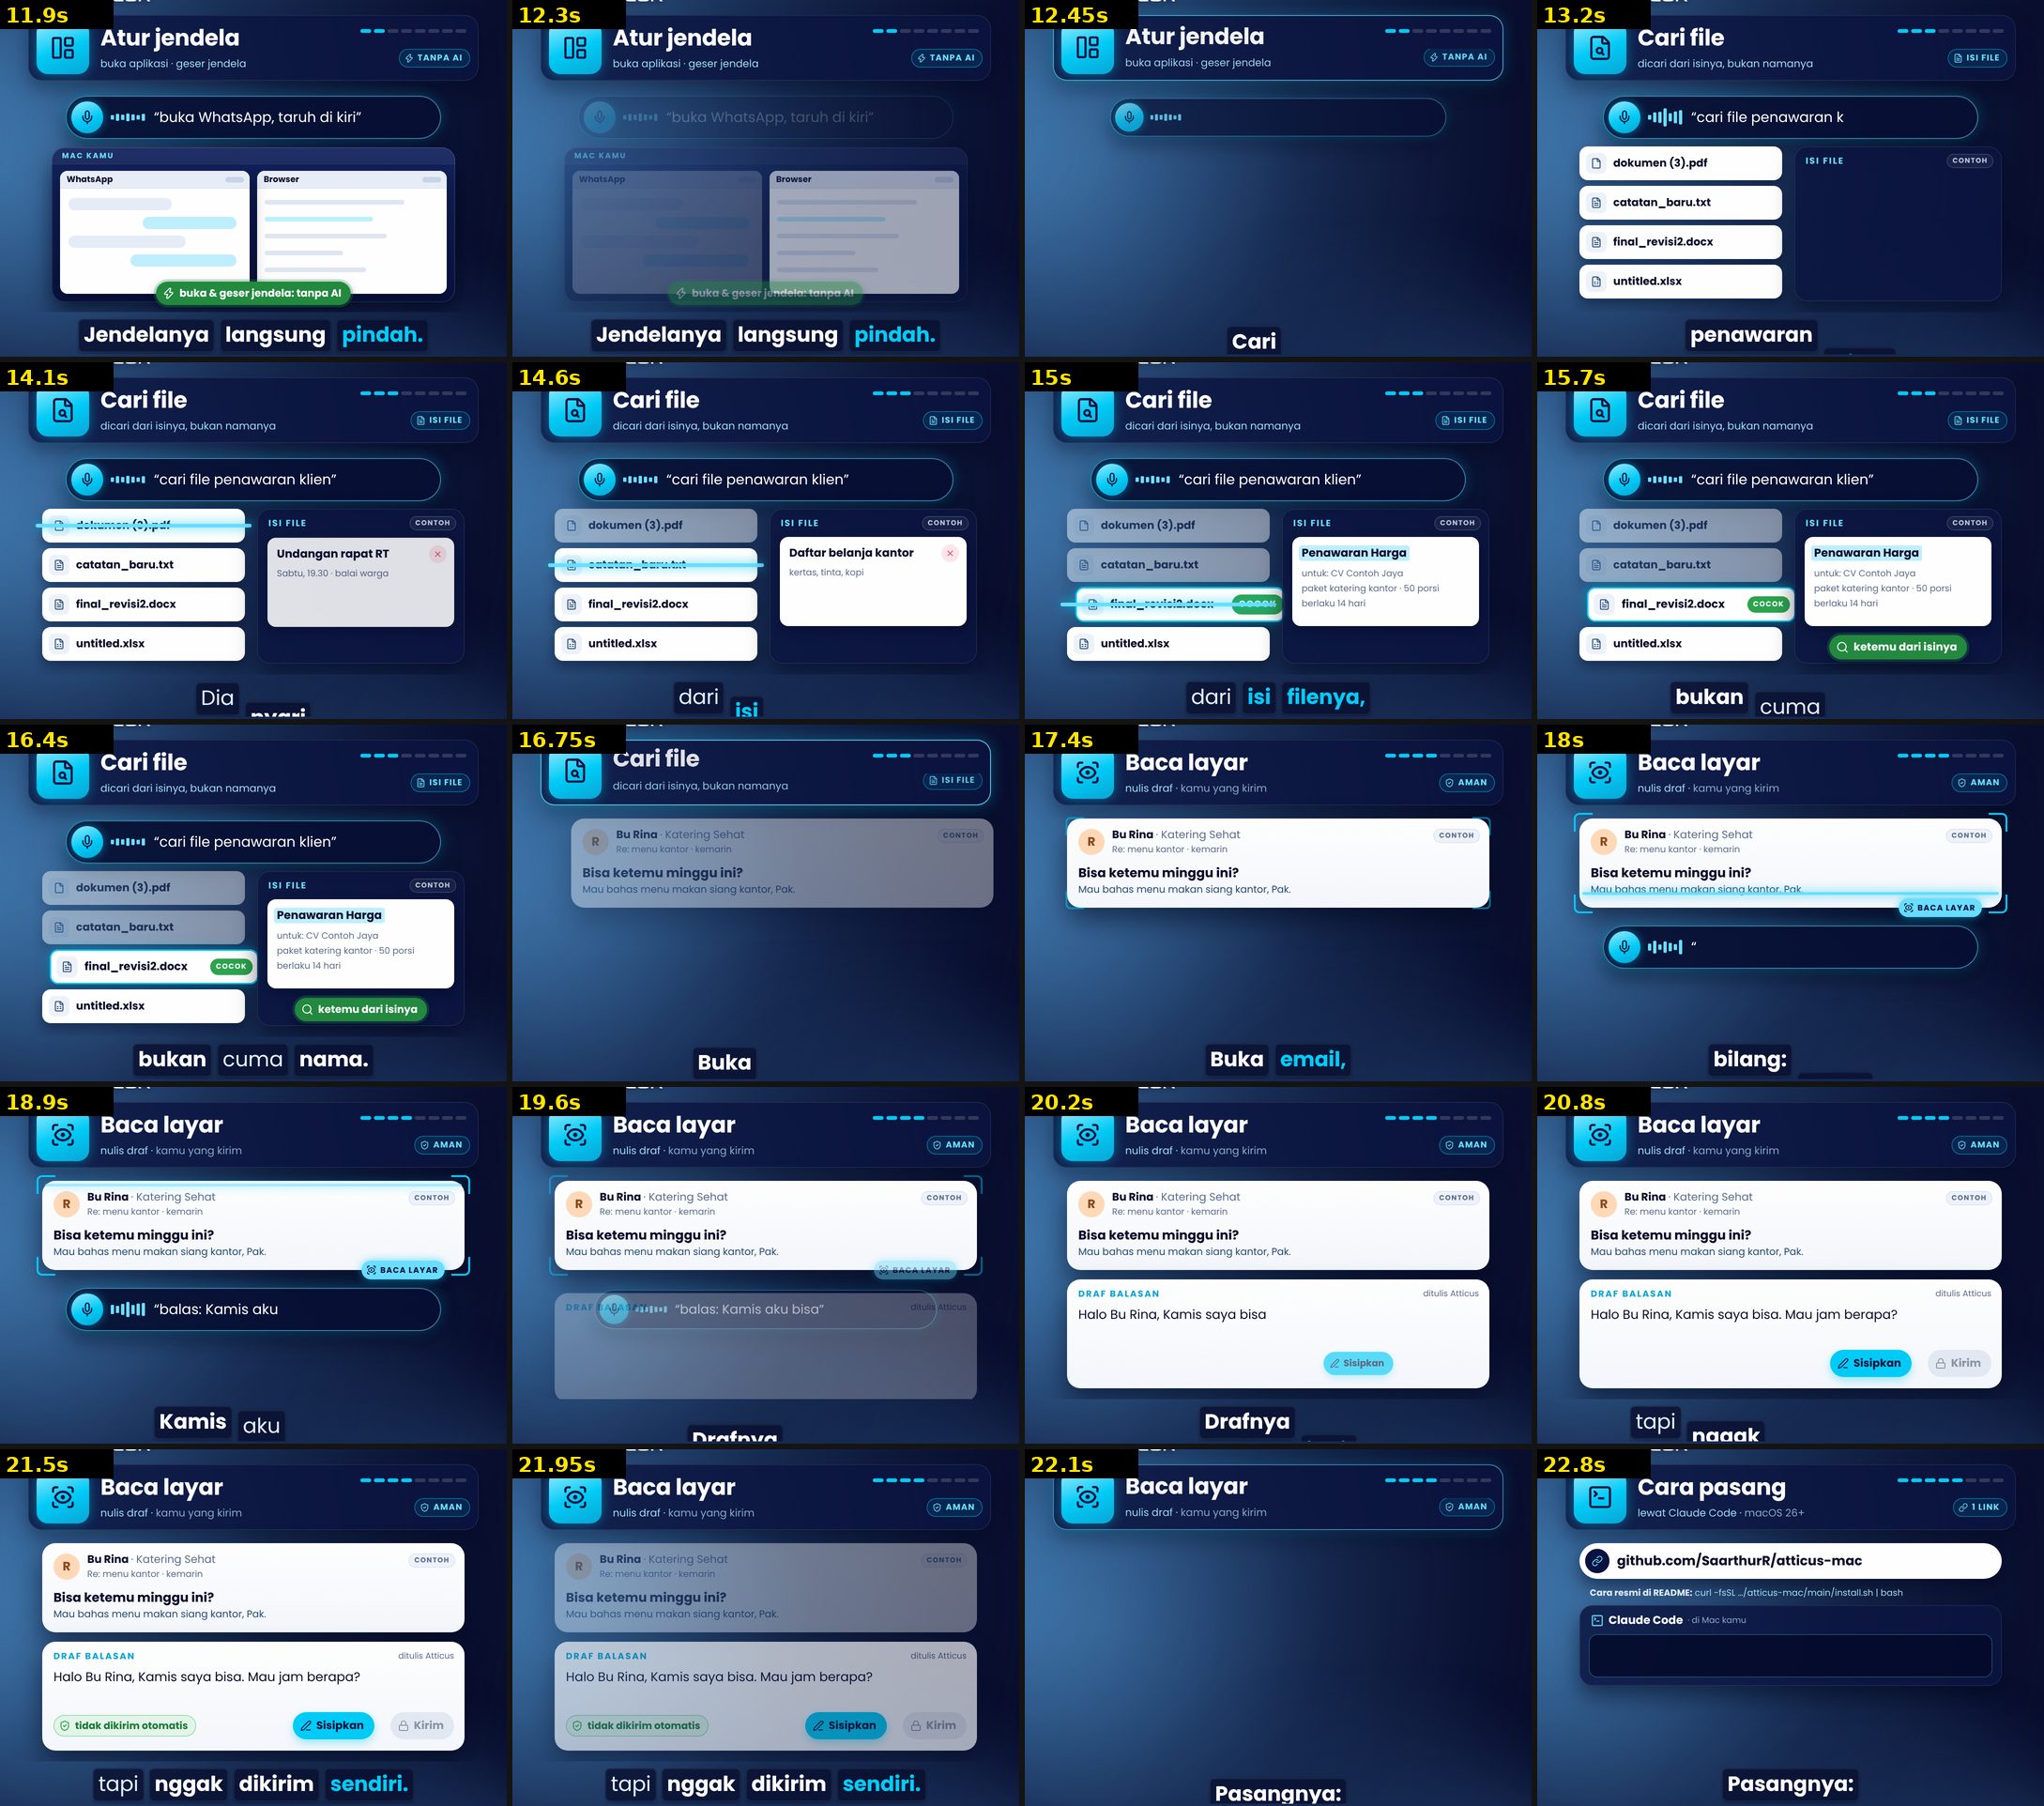 11.9s
Atur jendela
buka aplikasi · geser jendela
TANPA AI
“buka WhatsApp, taruh di kiri”
MAC KAMU
WhatsApp
Browser
buka & geser jendela: tanpa AI
Jendelanya langsung pindah.
12.3s
Atur jendela
buka aplikasi · geser jendela
TANPA AI
“buka WhatsApp, taruh di kiri”
MAC KAMU
WhatsApp
Browser
buka & geser jendela: tanpa AI
Jendelanya langsung pindah.
12.45s
Atur jendela
buka aplikasi · geser jendela
TANPA AI
Cari
13.2s
Cari file
dicari dari isinya, bukan namanya
ISI FILE
“cari file penawaran k
dokumen (3).pdf
catatan_baru.txt
final_revisi2.docx
untitled.xlsx
ISI FILE
CONTOH
penawaran
14.1s
Cari file
dicari dari isinya, bukan namanya
ISI FILE
“cari file penawaran klien”
dokumen (3).pdf
catatan_baru.txt
final_revisi2.docx
untitled.xlsx
ISI FILE
CONTOH
Undangan rapat RT
Sabtu, 19.30 · balai warga
Dia
nyari
14.6s
Cari file
dicari dari isinya, bukan namanya
ISI FILE
“cari file penawaran klien”
dokumen (3).pdf
catatan_baru.txt
final_revisi2.docx
untitled.xlsx
ISI FILE
CONTOH
Daftar belanja kantor
kertas, tinta, kopi
dari isi
15s
Cari file
dicari dari isinya, bukan namanya
ISI FILE
“cari file penawaran klien”
dokumen (3).pdf
catatan_baru.txt
final_revisi2.docx
COCOK
untitled.xlsx
ISI FILE
CONTOH
Penawaran Harga
untuk: CV Contoh Jaya
paket katering kantor · 50 porsi
berlaku 14 hari
dari isi filenya,
15.7s
Cari file
dicari dari isinya, bukan namanya
ISI FILE
“cari file penawaran klien”
dokumen (3).pdf
catatan_baru.txt
final_revisi2.docx
COCOK
untitled.xlsx
ISI FILE
CONTOH
Penawaran Harga
untuk: CV Contoh Jaya
paket katering kantor · 50 porsi
berlaku 14 hari
ketemu dari isinya
bukan cuma
16.4s
Cari file
dicari dari isinya, bukan namanya
ISI FILE
“cari file penawaran klien”
dokumen (3).pdf
catatan_baru.txt
final_revisi2.docx
COCOK
untitled.xlsx
ISI FILE
CONTOH
Penawaran Harga
untuk: CV Contoh Jaya
paket katering kantor · 50 porsi
berlaku 14 hari
ketemu dari isinya
bukan cuma nama.
16.75s
Cari file
dicari dari isinya, bukan namanya
ISI FILE
R
Bu Rina · Katering Sehat
CONTOH
Re: menu kantor · kemarin
Bisa ketemu minggu ini?
Mau bahas menu makan siang kantor, Pak.
Buka
17.4s
Baca layar
nulis draf · kamu yang kirim
AMAN
R
Bu Rina · Katering Sehat
CONTOH
Re: menu kantor · kemarin
Bisa ketemu minggu ini?
Mau bahas menu makan siang kantor, Pak.
Buka email,
18s
Baca layar
nulis draf · kamu yang kirim
AMAN
R
Bu Rina · Katering Sehat
CONTOH
Re: menu kantor · kemarin
Bisa ketemu minggu ini?
Mau bahas menu makan siang kantor, Pak.
BACA LAYAR
“
bilang:
18.9s
Baca layar
nulis draf · kamu yang kirim
AMAN
R
Bu Rina · Katering Sehat
CONTOH
Re: menu kantor · kemarin
Bisa ketemu minggu ini?
Mau bahas menu makan siang kantor, Pak.
BACA LAYAR
“balas: Kamis aku
Kamis aku
19.6s
Baca layar
nulis draf · kamu yang kirim
AMAN
R
Bu Rina · Katering Sehat
CONTOH
Re: menu kantor · kemarin
Bisa ketemu minggu ini?
Mau bahas menu makan siang kantor, Pak.
BACA LAYAR
DRAF BALASAN
“balas: Kamis aku bisa”
ditulis Atticus
Drafnya
20.2s
Baca layar
nulis draf · kamu yang kirim
AMAN
R
Bu Rina · Katering Sehat
CONTOH
Re: menu kantor · kemarin
Bisa ketemu minggu ini?
Mau bahas menu makan siang kantor, Pak.
DRAF BALASAN
ditulis Atticus
Halo Bu Rina, Kamis saya bisa
Sisipkan
Drafnya
20.8s
Baca layar
nulis draf · kamu yang kirim
AMAN
R
Bu Rina · Katering Sehat
CONTOH
Re: menu kantor · kemarin
Bisa ketemu minggu ini?
Mau bahas menu makan siang kantor, Pak.
DRAF BALASAN
ditulis Atticus
Halo Bu Rina, Kamis saya bisa. Mau jam berapa?
Sisipkan
Kirim
tapi nggak
21.5s
Baca layar
nulis draf · kamu yang kirim
AMAN
R
Bu Rina · Katering Sehat
CONTOH
Re: menu kantor · kemarin
Bisa ketemu minggu ini?
Mau bahas menu makan siang kantor, Pak.
DRAF BALASAN
ditulis Atticus
Halo Bu Rina, Kamis saya bisa. Mau jam berapa?
tidak dikirim otomatis
Sisipkan
Kirim
tapi nggak dikirim sendiri.
21.95s
Baca layar
nulis draf · kamu yang kirim
AMAN
R
Bu Rina · Katering Sehat
CONTOH
Re: menu kantor · kemarin
Bisa ketemu minggu ini?
Mau bahas menu makan siang kantor, Pak.
DRAF BALASAN
ditulis Atticus
Halo Bu Rina, Kamis saya bisa. Mau jam berapa?
tidak dikirim otomatis
Sisipkan
Kirim
tapi nggak dikirim sendiri.
22.1s
Baca layar
nulis draf · kamu yang kirim
AMAN
Pasangnya:
22.8s
Cara pasang
lewat Claude Code · macOS 26+
1 LINK
github.com/SaarthurR/atticus-mac
Cara resmi di README: curl -fsSL .../atticus-mac/main/install.sh | bash
Claude Code · di Mac kamu
Pasangnya: